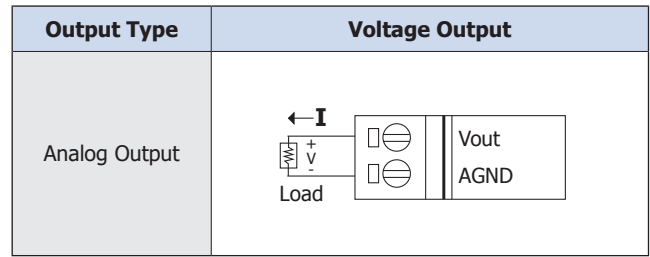 Output Type
Voltage Output
Analog Output
←I
+
V
-
Load
Vout
AGND